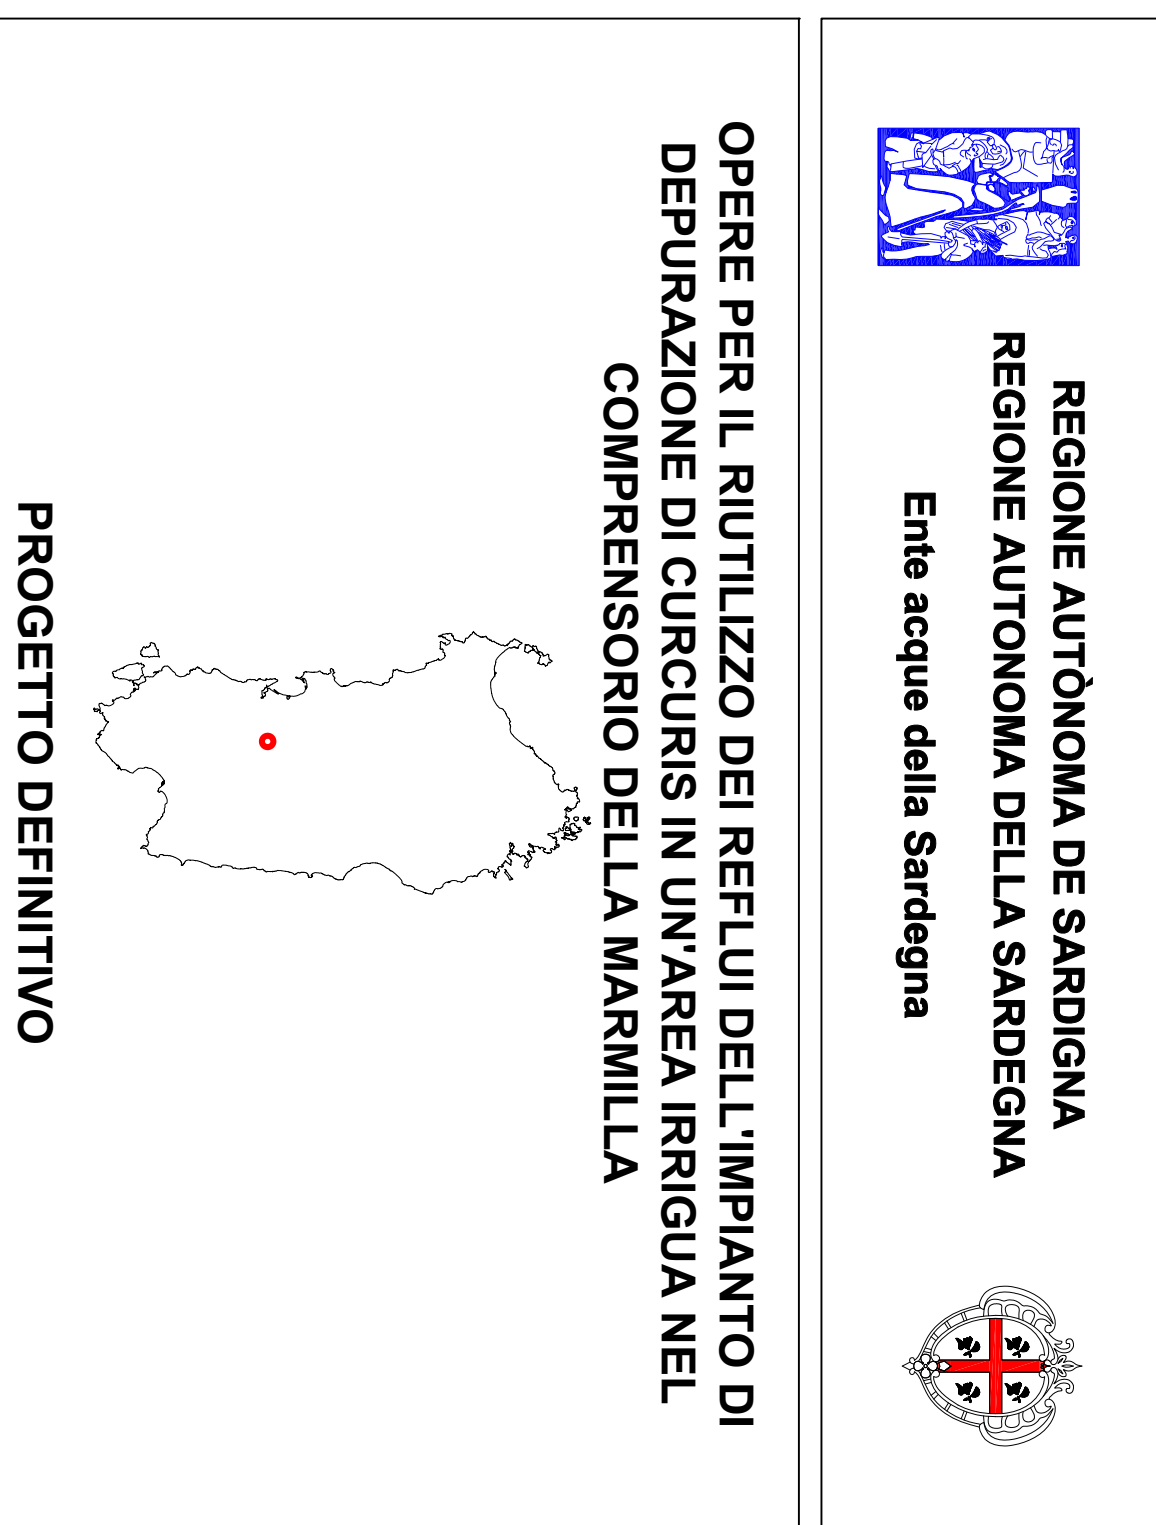 REGIONE AUTÒNOMA DE SARDIGNA
REGIONE AUTONOMA DELLA SARDEGNA
Ente acque della Sardegna
OPERE PER IL RIUTILIZZO DEI REFLUI DELL'IMPIANTO DI
DEPURAZIONE DI CURCURIS IN UN'AREA IRRIGUA NEL
COMPRENSORIO DELLA MARMILLA
PROGETTO DEFINITIVO